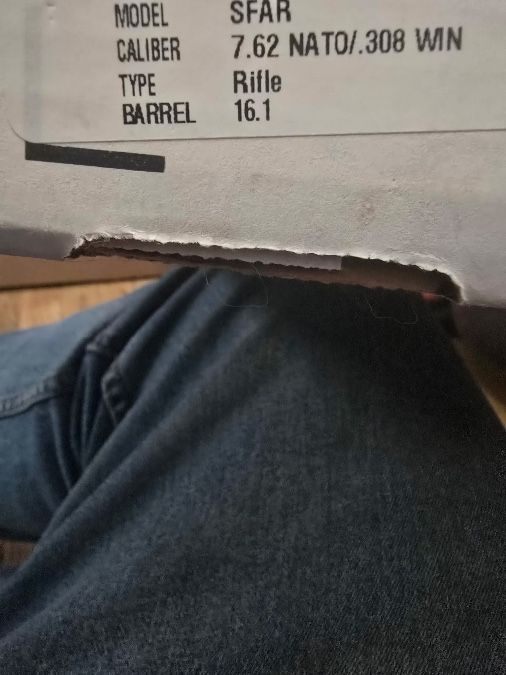 MODEL SFAR
CALIBER 7.62 NATO/.308 WIN
TYPE Rifle
BARREL 16.1